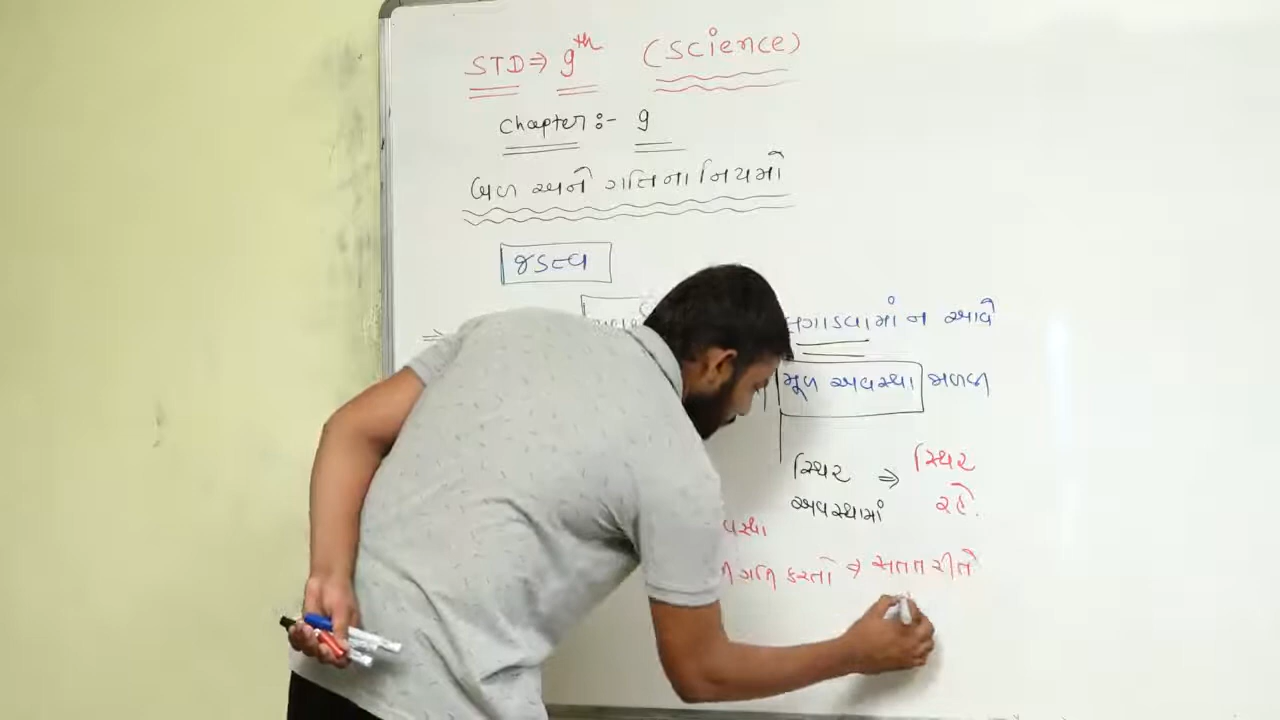 STD⇒ 9th (Science)
Chapter :- 9
બળ અને ગતિના નિયમો
જડત્વ
⇒ લગાડવામાં ન આવે
મૂળ અવસ્થા જાળવી
સ્થિર ⇒ સ્થિર
અવસ્થામાં રહે.
ગતિ કરતો ⇒ સતત રીતે